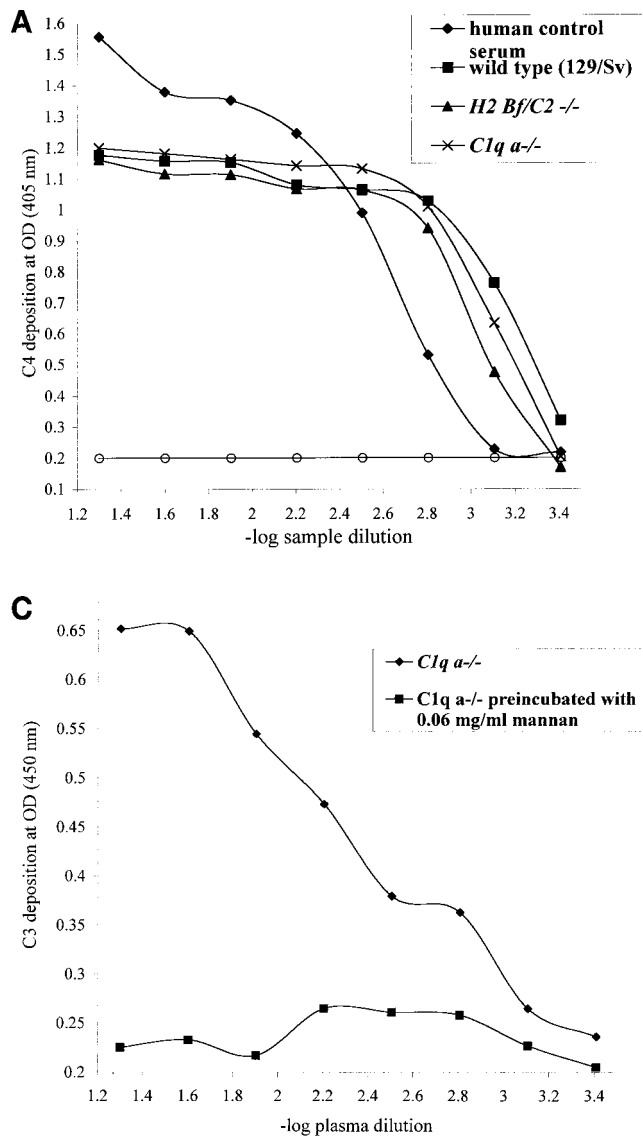 A
1.6
1.5
1.4
1.3
1.2
1.1
1
0.9
0.8
0.7
0.6
0.5
0.4
0.3
0.2
0.1
C4 deposition at OD (405 nm)
1.2 1.4 1.6 1.8 2 2.2 2.4 2.6 2.8 3 3.2 3.4
-log sample dilution
human control
serum
wild type (129/Sv)
H2 Bf/C2 -/-
C1q a-/-
C
0.65
0.6
0.55
0.5
0.45
0.4
0.35
0.3
0.25
0.2
C3 deposition at OD (450 nm)
1.2 1.4 1.6 1.8 2 2.2 2.4 2.6 2.8 3 3.2 3.4
-log plasma dilution
C1q a-/-
C1q a-/- preincubated with
0.06 mg/ml mannan